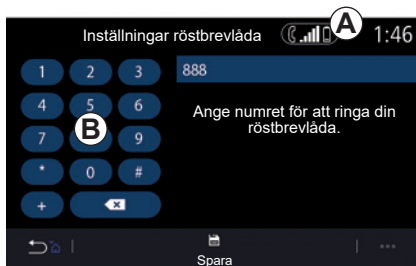 Inställningar röstbrevlåda A 1:46
1 2 3 888
4 5 6
Ange numret för att ringa din
röstbrevlåda.
7 B 9
* 0 #
+
Spara